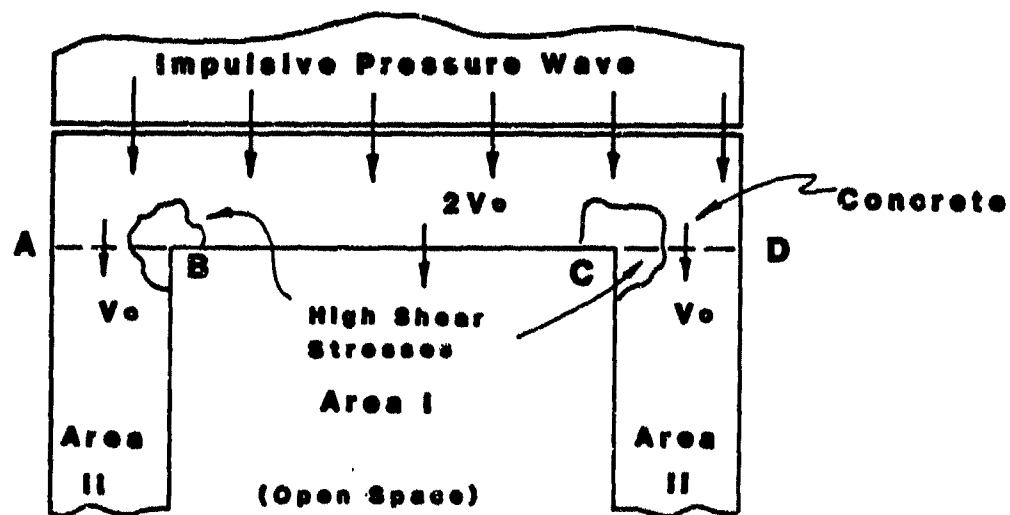 Impulsive Pressure Wave
2Vo
Concrete
A
B
C
D
Vo
Vo
High Shear
Stresses
Area I
Area
II
Area
II
(Open Space)